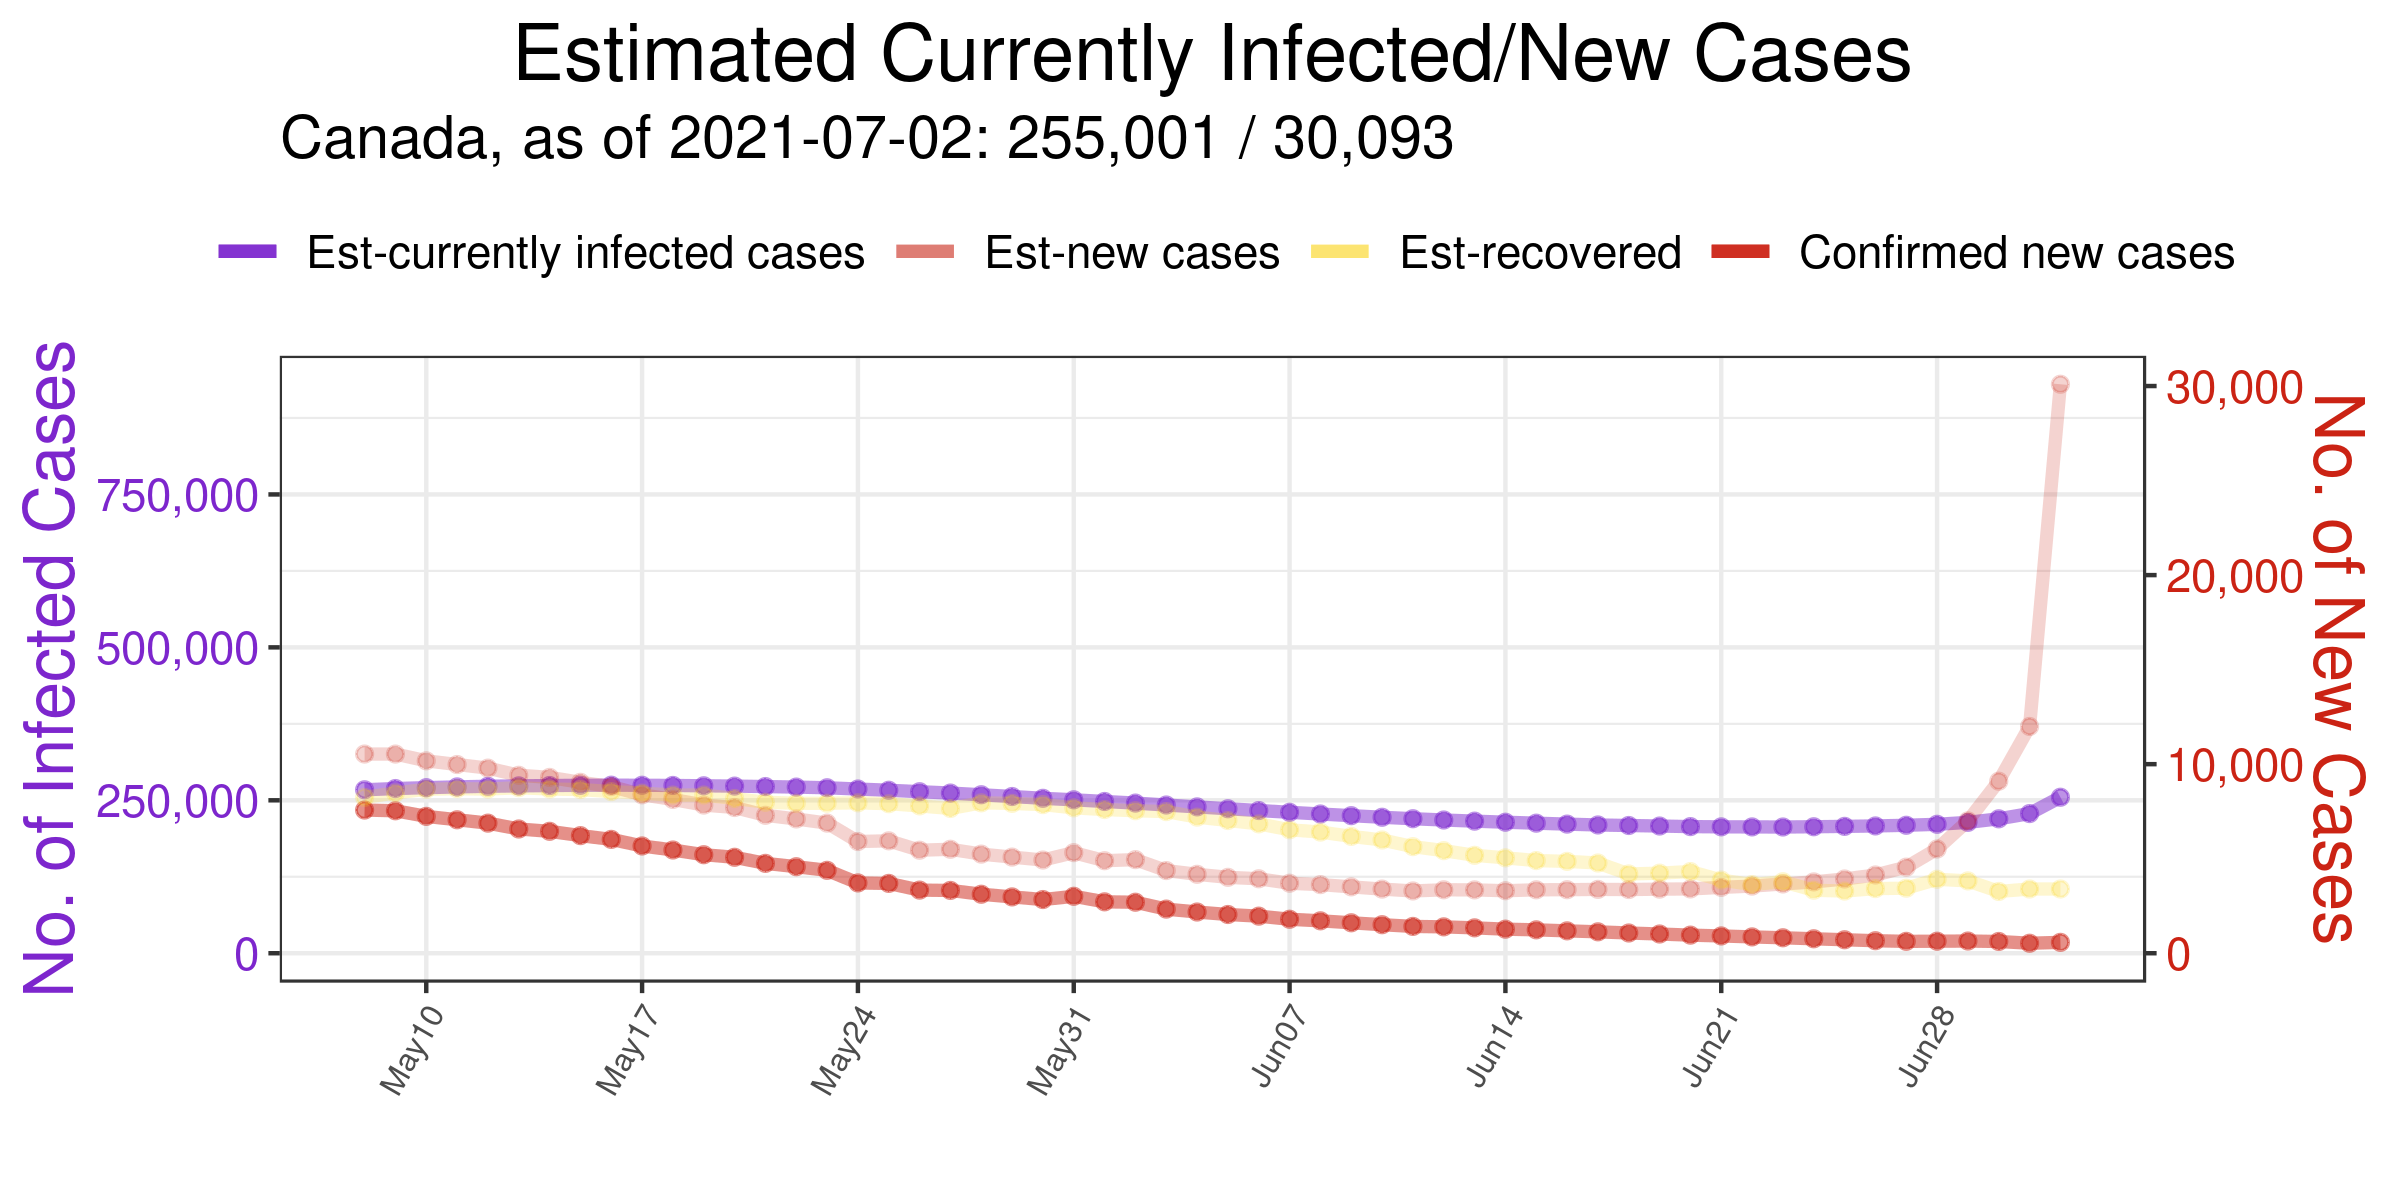 Estimated Currently Infected/New Cases
Canada, as of 2021-07-02: 255,001 / 30,093
Est-currently infected cases Est-new cases Est-recovered Confirmed new cases
No. of Infected Cases
750,000
500,000
250,000
0
30,000
20,000
10,000
0
No. of New Cases
May10 May17 May24 May31 Jun07 Jun14 Jun21 Jun28